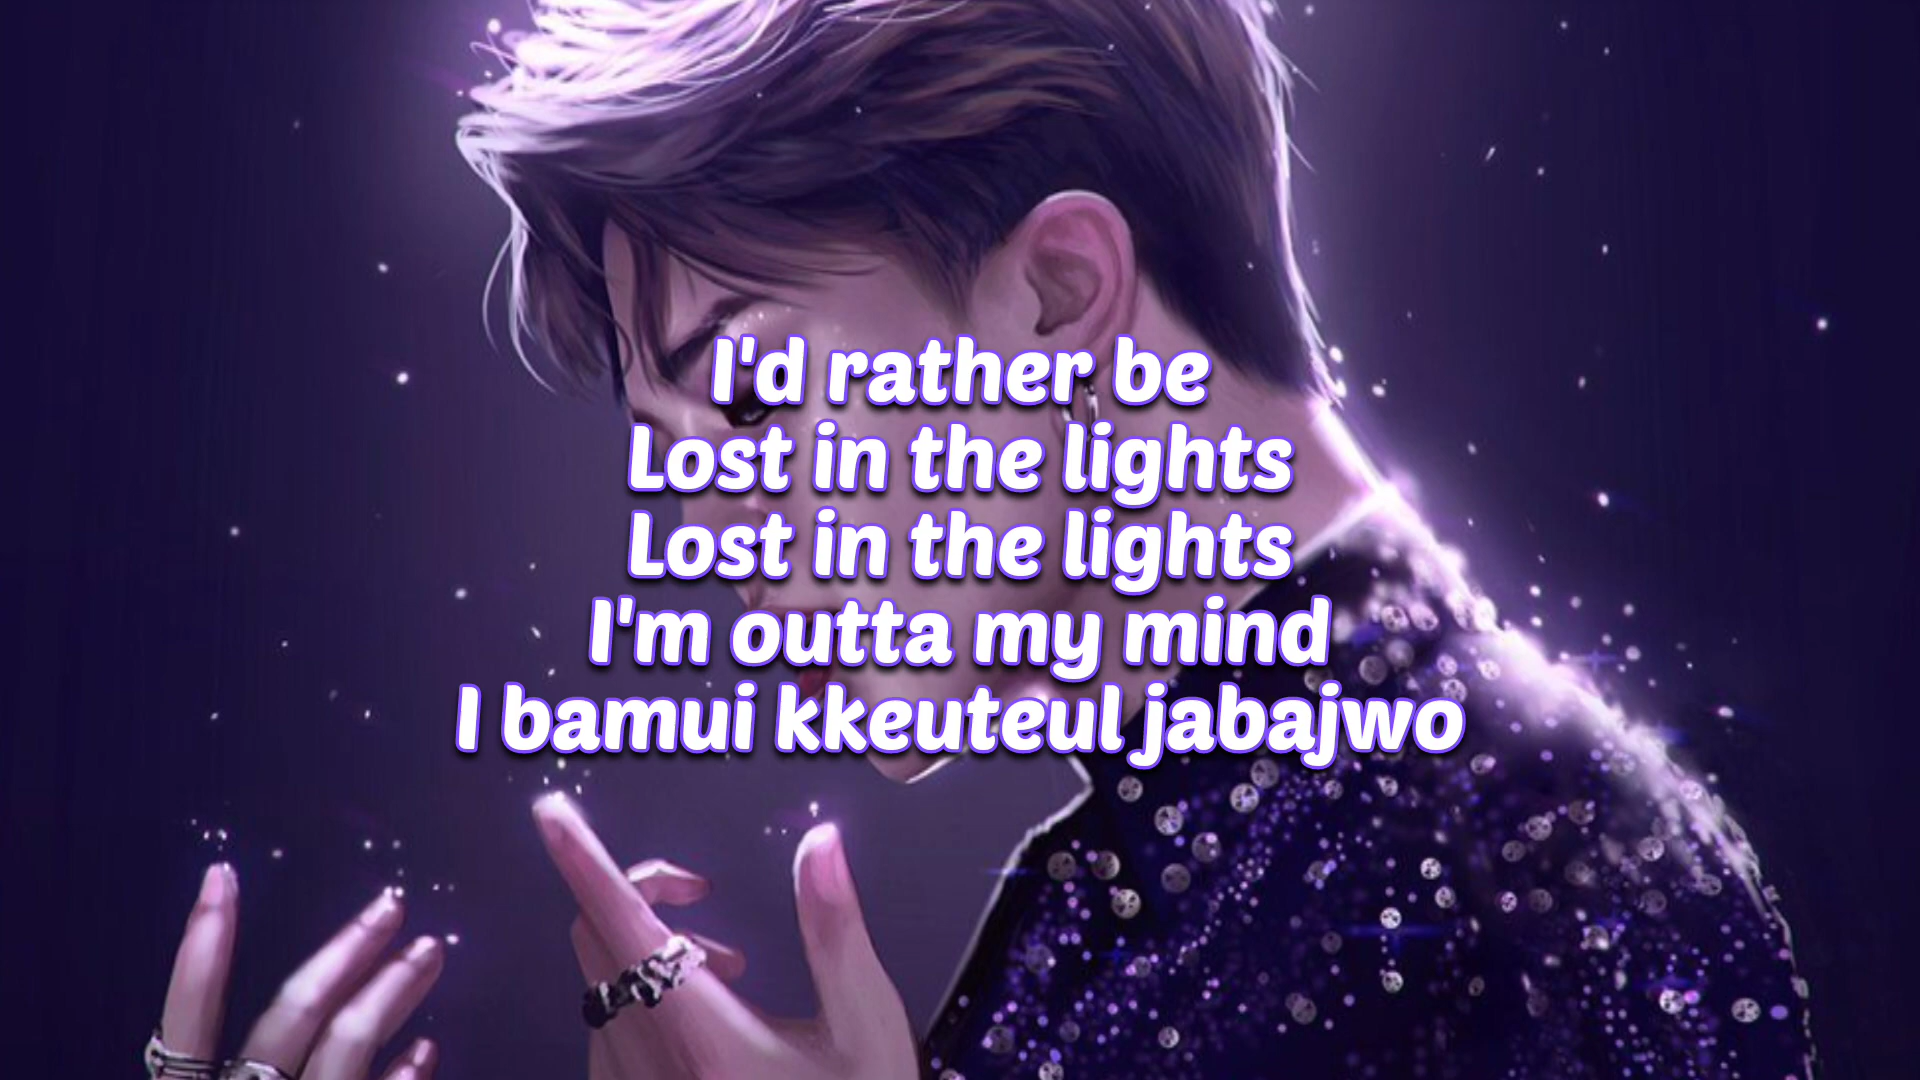 I'd rather be
Lost in the lights
Lost in the lights
I'm outta my mind
I bamui kkeuteul jabajwo